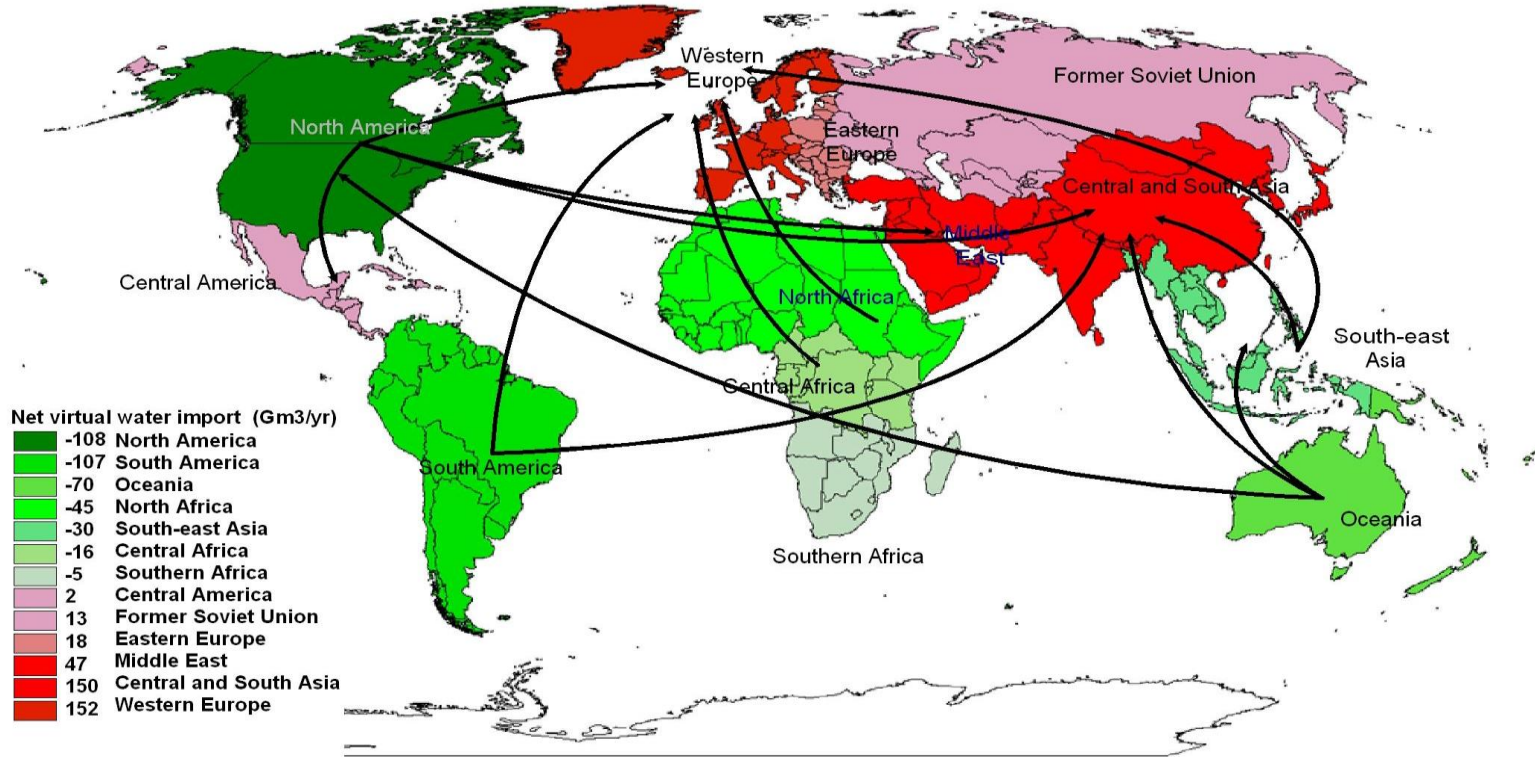 Western
Europe
Former Soviet Union
North America
Eastern
Europe
Central and South Asia
Middle
East
Central America
North Africa
South-east
Asia
Central Africa
South America
Oceania
Southern Africa
Net virtual water import (Gm3/yr)
-108 North America
-107 South America
-70 Oceania
-45 North Africa
-30 South-east Asia
-16 Central Africa
-5 Southern Africa
2 Central America
13 Former Soviet Union
18 Eastern Europe
47 Middle East
150 Central and South Asia
152 Western Europe